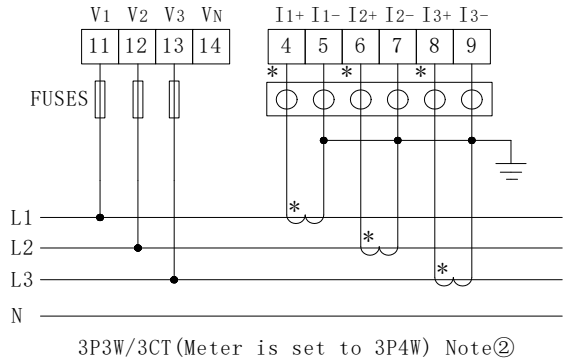 V1 V2 V3 VN I1+ I1- I2+ I2- I3+ I3-
11 12 13 14 4 5 6 7 8 9
* * *
FUSES
L1 *
L2 *
L3 *
N
3P3W/3CT(Meter is set to 3P4W) Note②